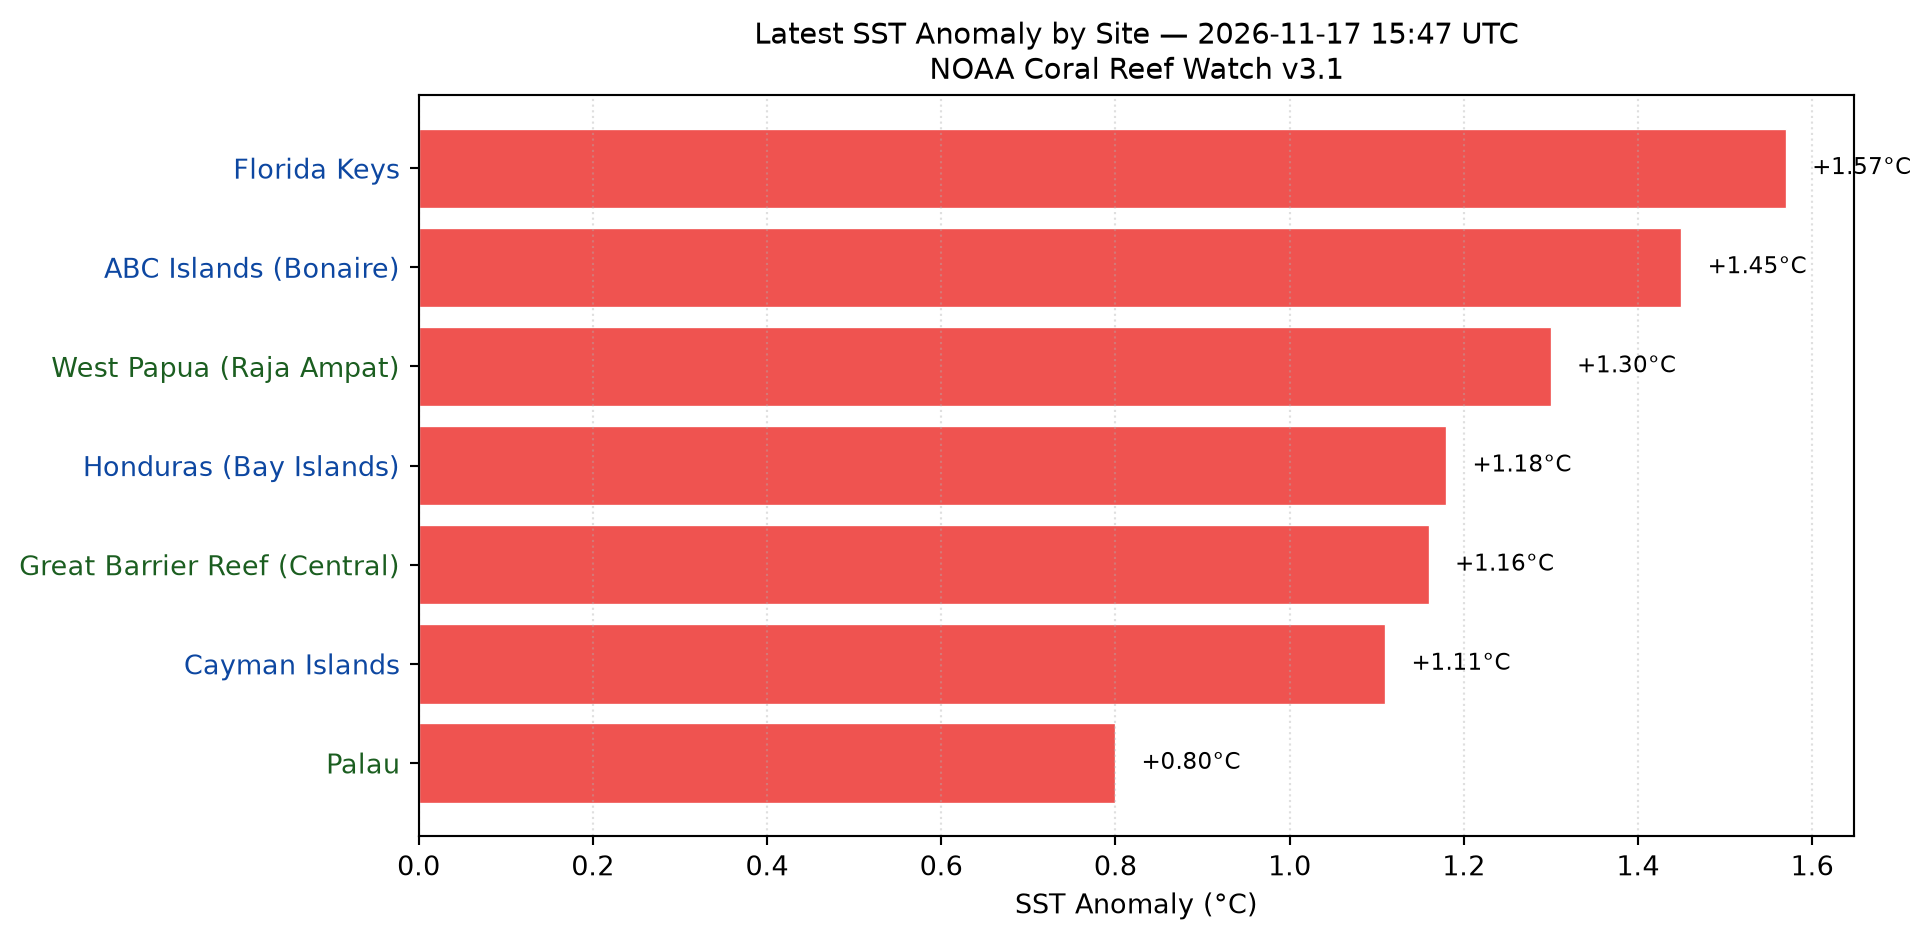 Latest SST Anomaly by Site — 2026-11-17 15:47 UTC
NOAA Coral Reef Watch v3.1
Florida Keys
+1.57°C
ABC Islands (Bonaire)
+1.45°C
West Papua (Raja Ampat)
+1.30°C
Honduras (Bay Islands)
+1.18°C
Great Barrier Reef (Central)
+1.16°C
Cayman Islands
+1.11°C
Palau
+0.80°C
0.0 0.2 0.4 0.6 0.8 1.0 1.2 1.4 1.6
SST Anomaly (°C)